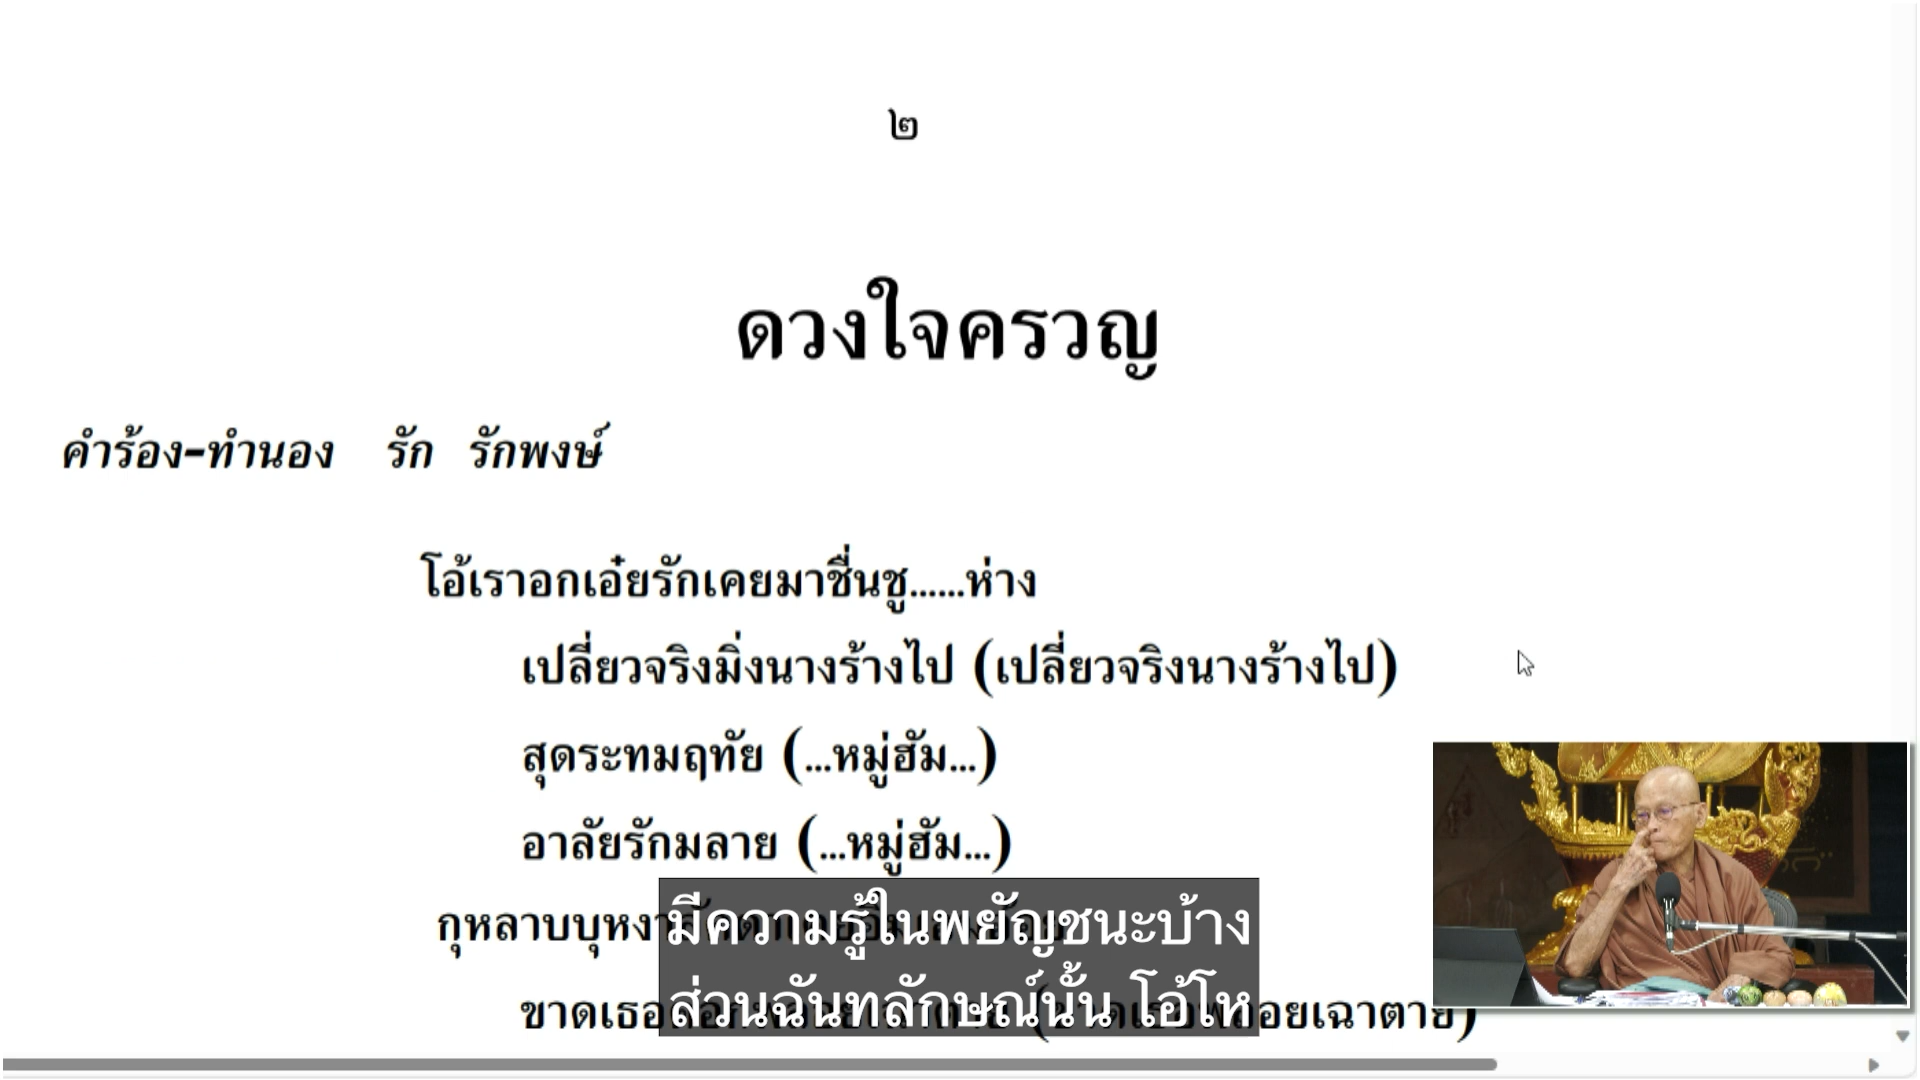 ๒
ดวงใจครวญ
คำร้อง-ทำนอง รัก รักพงษ์
โอ้เราอกเอ๋ยรักเคยมาชื่นชู......ห่าง
เปลี่ยวจริงมิ่งนางร้างไป (เปลี่ยวจริงนางร้างไป)
สุดระทมฤทัย (...หมู่ฮัม...)
อาลัยรักมลาย (...หมู่ฮัม...)
กุหลาบบุหงา
มีความรู้ในพยัญชนะบ้าง
ส่วนฉันทลักษณ์นั้น โอ้โห
ขาดเธอ